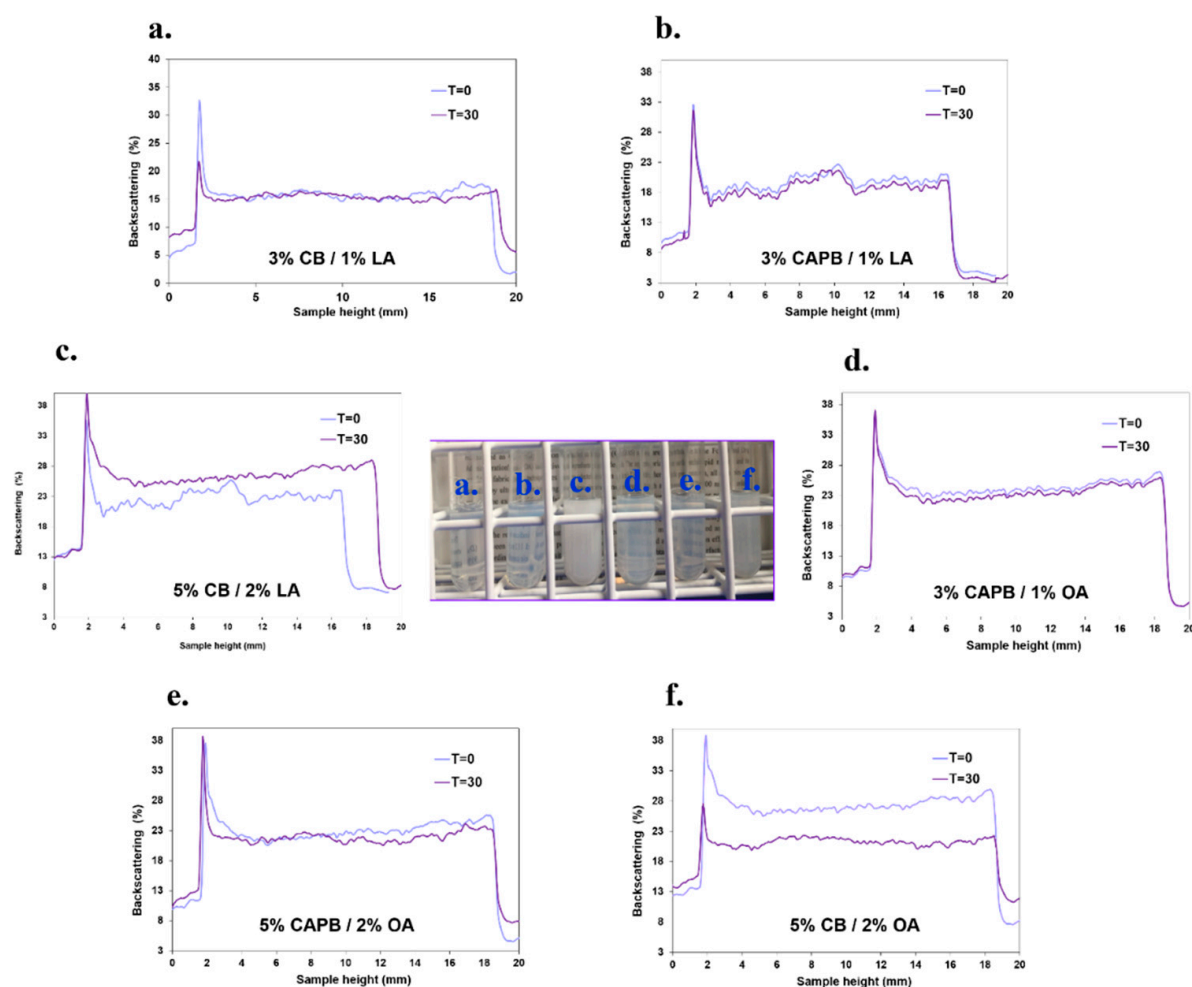 a.
40
35
30
25
20
15
10
5
0
Backscattering (%)
T=0
T=30
3% CB / 1% LA
0 5 10 15 20
Sample height (mm)
b.
38
33
28
23
18
13
8
3
Backscattering (%)
T=0
T=30
3% CAPB / 1% LA
0 2 4 6 8 10 12 14 16 18 20
Sample height (mm)
c.
38
33
28
23
18
13
8
3
Backscattering (%)
T=0
T=30
5% CB / 2% LA
0 2 4 6 8 10 12 14 16 18 20
Sample height (mm)
a. b. c. d. e. f.
d.
38
33
28
23
18
13
8
3
Backscattering (%)
T=0
T=30
3% CAPB / 1% OA
0 2 4 6 8 10 12 14 16 18 20
Sample height (mm)
e.
38
33
28
23
18
13
8
3
Backscattering (%)
T=0
T=30
5% CAPB / 2% OA
0 2 4 6 8 10 12 14 16 18 20
Sample height (mm)
f.
38
33
28
23
18
13
8
3
Backscattering (%)
T=0
T=30
5% CB / 2% OA
0 2 4 6 8 10 12 14 16 18 20
Sample height (mm)